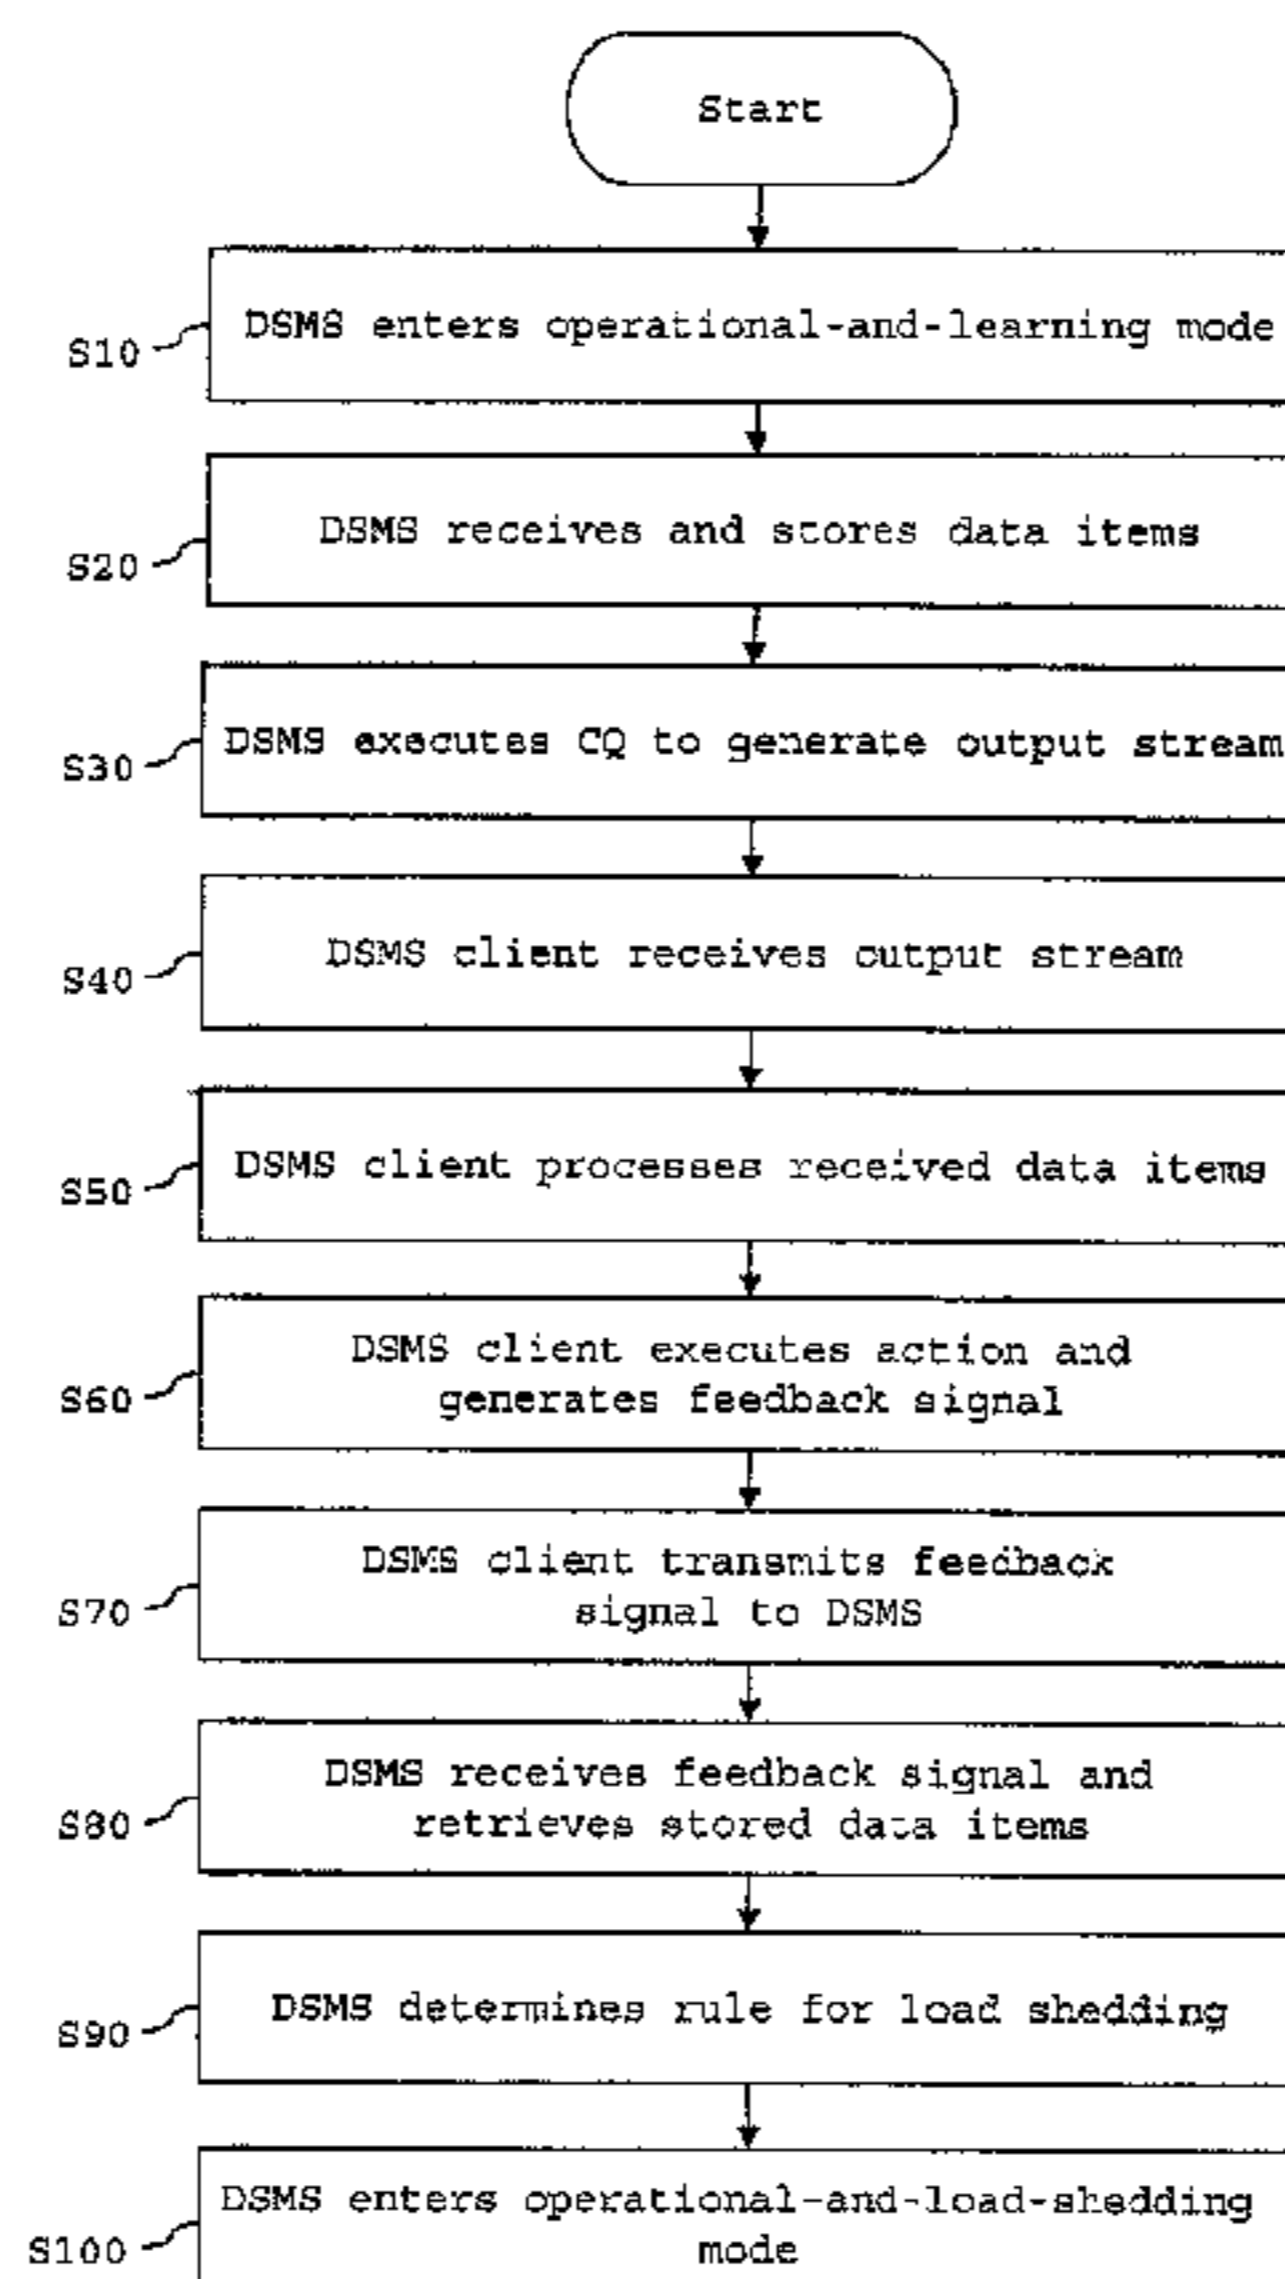 Start
S10
DSMS enters operational-and-learning mode
S20
DSMS receives and stores data items
S30
DSMS executes CQ to generate output stream
S40
DSMS client receives output stream
S50
DSMS client processes received data items
S60
DSMS client executes action and
generates feedback signal
S70
DSMS client transmits feedback
signal to DSMS
S80
DSMS receives feedback signal and
retrieves stored data items
S90
DSMS determines rule for load shedding
S100
DSMS enters operational-and-load-shedding
mode